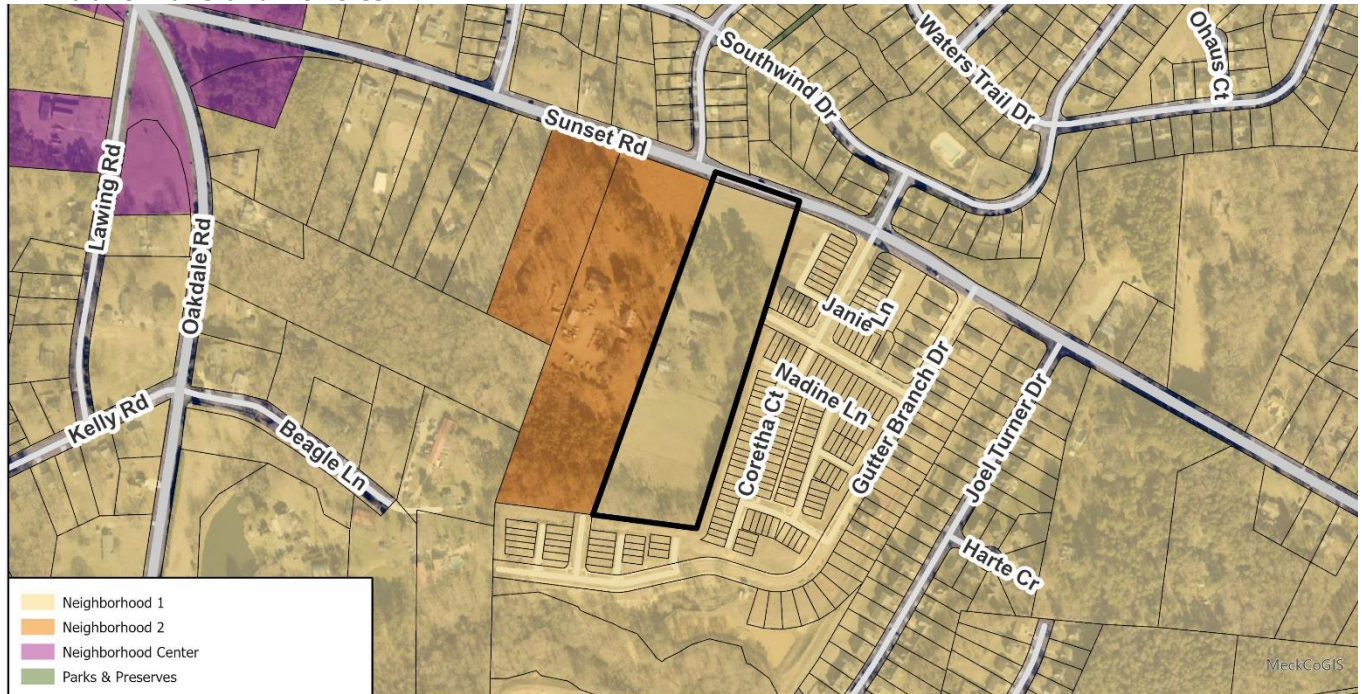 Ohaus Ct
Waters Trail Dr
Southwind Dr
Sunset Rd
Lawing Rd
Oakdale Rd
Janie Ln
Nadine Ln
Gutter Branch Dr
Coretha Ct
Joel Turner Dr
Kelly Rd
Beagle Ln
Harte Cr
Neighborhood 1
Neighborhood 2
Neighborhood Center
Parks & Preserves
MeckCoGIS